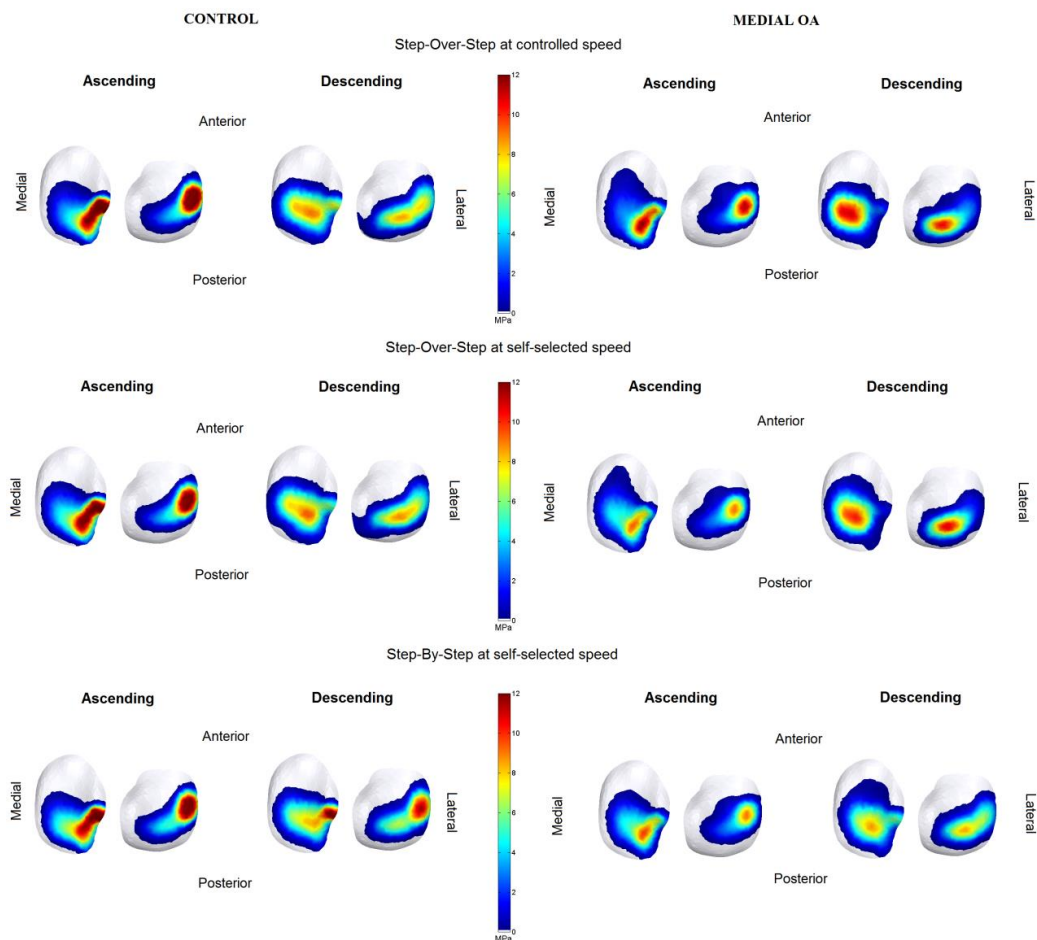 CONTROL
MEDIAL OA
Step-Over-Step at controlled speed
Ascending
Descending
Ascending
Descending
Anterior
Anterior
Medial
Lateral
Medial
Lateral
Posterior
Posterior
12
10
8
6
4
2
0
MPa
Step-Over-Step at self-selected speed
Ascending
Descending
Ascending
Descending
Anterior
Anterior
Medial
Lateral
Medial
Lateral
Posterior
Posterior
12
10
8
6
4
2
0
MPa
Step-By-Step at self-selected speed
Ascending
Descending
Ascending
Descending
Anterior
Anterior
Medial
Lateral
Medial
Lateral
Posterior
Posterior
12
10
8
6
4
2
0
MPa